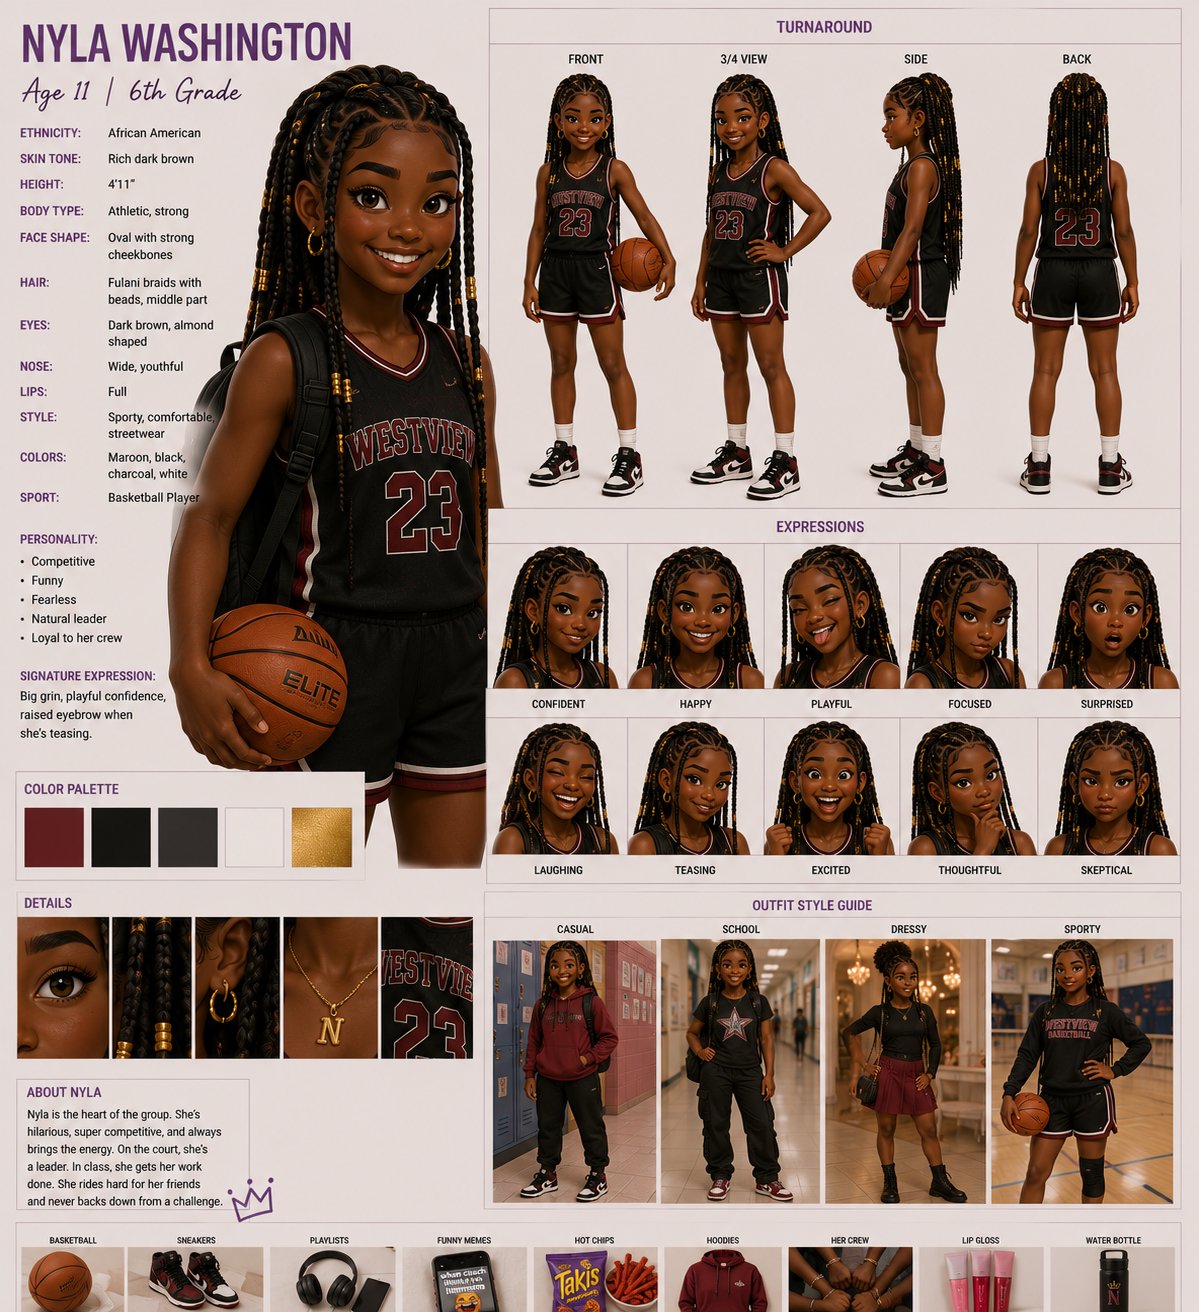 NYLA WASHINGTON
Age 11 | 6th Grade
ETHNICITY: African American
SKIN TONE: Rich dark brown
HEIGHT: 4'11"
BODY TYPE: Athletic, strong
FACE SHAPE: Oval with strong
cheekbones
HAIR: Fulani braids with
beads, middle part
EYES: Dark brown, almond
shaped
NOSE: Wide, youthful
LIPS: Full
STYLE: Sporty, comfortable,
streetwear
COLORS: Maroon, black,
charcoal, white
SPORT: Basketball Player
PERSONALITY:
• Competitive
• Funny
• Fearless
• Natural leader
• Loyal to her crew
SIGNATURE EXPRESSION:
Big grin, playful confidence,
raised eyebrow when
she's teasing.
WESTVIEW
23
ELITE
COLOR PALETTE
TURNAROUND
FRONT
3/4 VIEW
SIDE
BACK
WESTVIEW
23
WESTVIEW
23
23
EXPRESSIONS
CONFIDENT
HAPPY
PLAYFUL
FOCUSED
SURPRISED
LAUGHING
TEASING
EXCITED
THOUGHTFUL
SKEPTICAL
DETAILS
N
WESTVIE
23
OUTFIT STYLE GUIDE
CASUAL
SCHOOL
DRESSY
SPORTY
N
WESTVIEW
BASKETBALL
ABOUT NYLA
Nyla is the heart of the group. She's
hilarious, super competitive, and always
brings the energy. On the court, she's
a leader. In class, she gets her work
done. She rides hard for her friends
and never backs down from a challenge.
BASKETBALL
SNEAKERS
PLAYLISTS
FUNNY MEMES
HOT CHIPS
HOODIES
HER CREW
LIP GLOSS
WATER BOTTLE
Takis
N